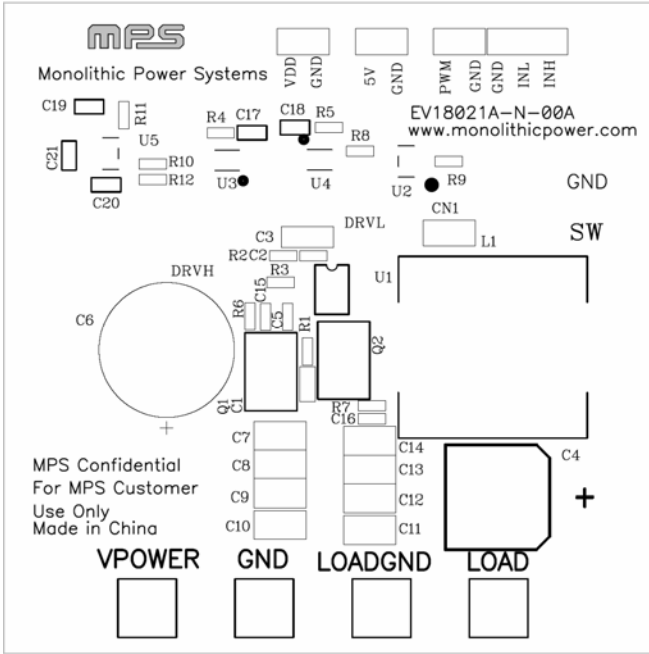 MPS
Monolithic Power Systems
VDD
GND
5V
GND
PWM
GND
GND
INL
INH
EV18021A-N-00A
www.monolithicpower.com
C19
R11
R4
C17
C18
R5
R8
U5
C21
R10
R12
U3
U4
U2
R9
C20
GND
CN1
SW
DRVL
C3
L1
R2
C2
U1
DRVH
R3
C15
C6
R6
C5
R1
Q2
Q1
C1
R7
C16
C7
C14
C8
C13
C4
C9
C12
C10
C11
+
+
MPS Confidential
For MPS Customer
Use Only
Made in China
VPOWER
GND
LOADGND
LOAD